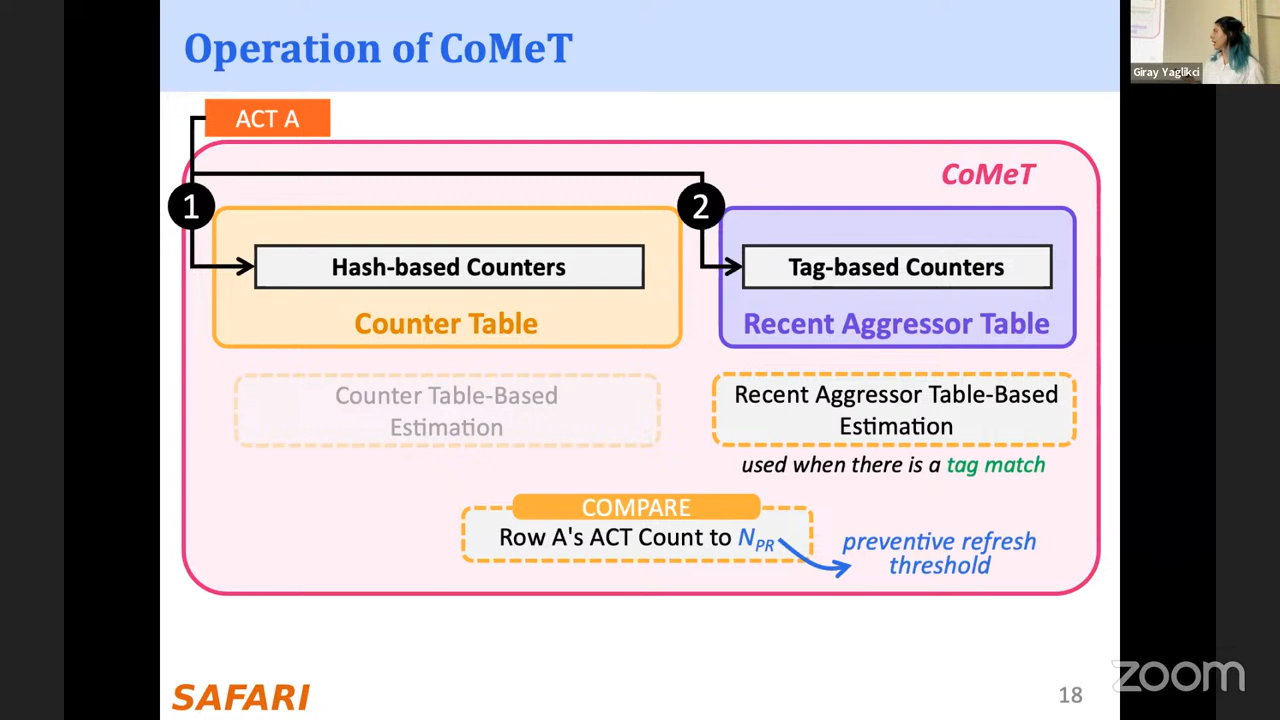 Operation of CoMeT
Giray Yaglikci
ACT A
CoMeT
1
2
Hash-based Counters
Tag-based Counters
Counter Table
Recent Aggressor Table
Counter Table-Based
Estimation
Recent Aggressor Table-Based
Estimation
used when there is a tag match
COMPARE
Row A's ACT Count to NPR
preventive refresh
threshold
SAFARI
18
zoom